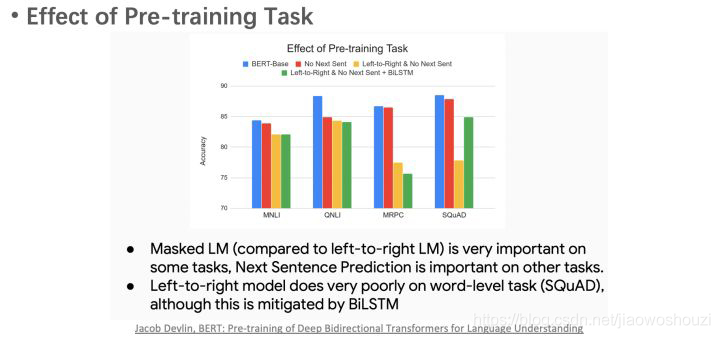 • Effect of Pre-training Task
Effect of Pre-training Task
BERT-Base No Next Sent Left-to-Right & No Next Sent
Left-to-Right & No Next Sent + BiLSTM
90
85
80
75
70
Accuracy
MNLI QNLI MRPC SQuAD
● Masked LM (compared to left-to-right LM) is very important on
some tasks, Next Sentence Prediction is important on other tasks.
● Left-to-right model does very poorly on word-level task (SQuAD),
although this is mitigated by BiLSTM
https://blog.csdn.net/jiaowoshouzi
Jacob Devlin, BERT: Pre-training of Deep Bidirectional Transformers for Language Understanding